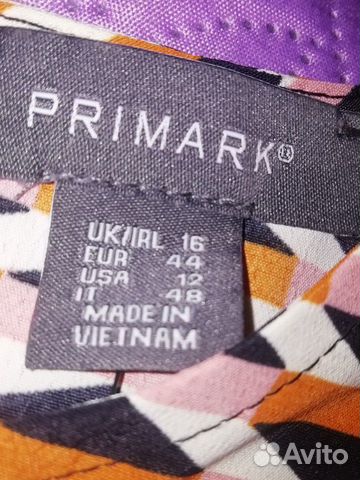 PRIMARK®
UK/IRL 16
EUR 44
USA 12
IT 48
MADE IN
VIETNAM
Avito